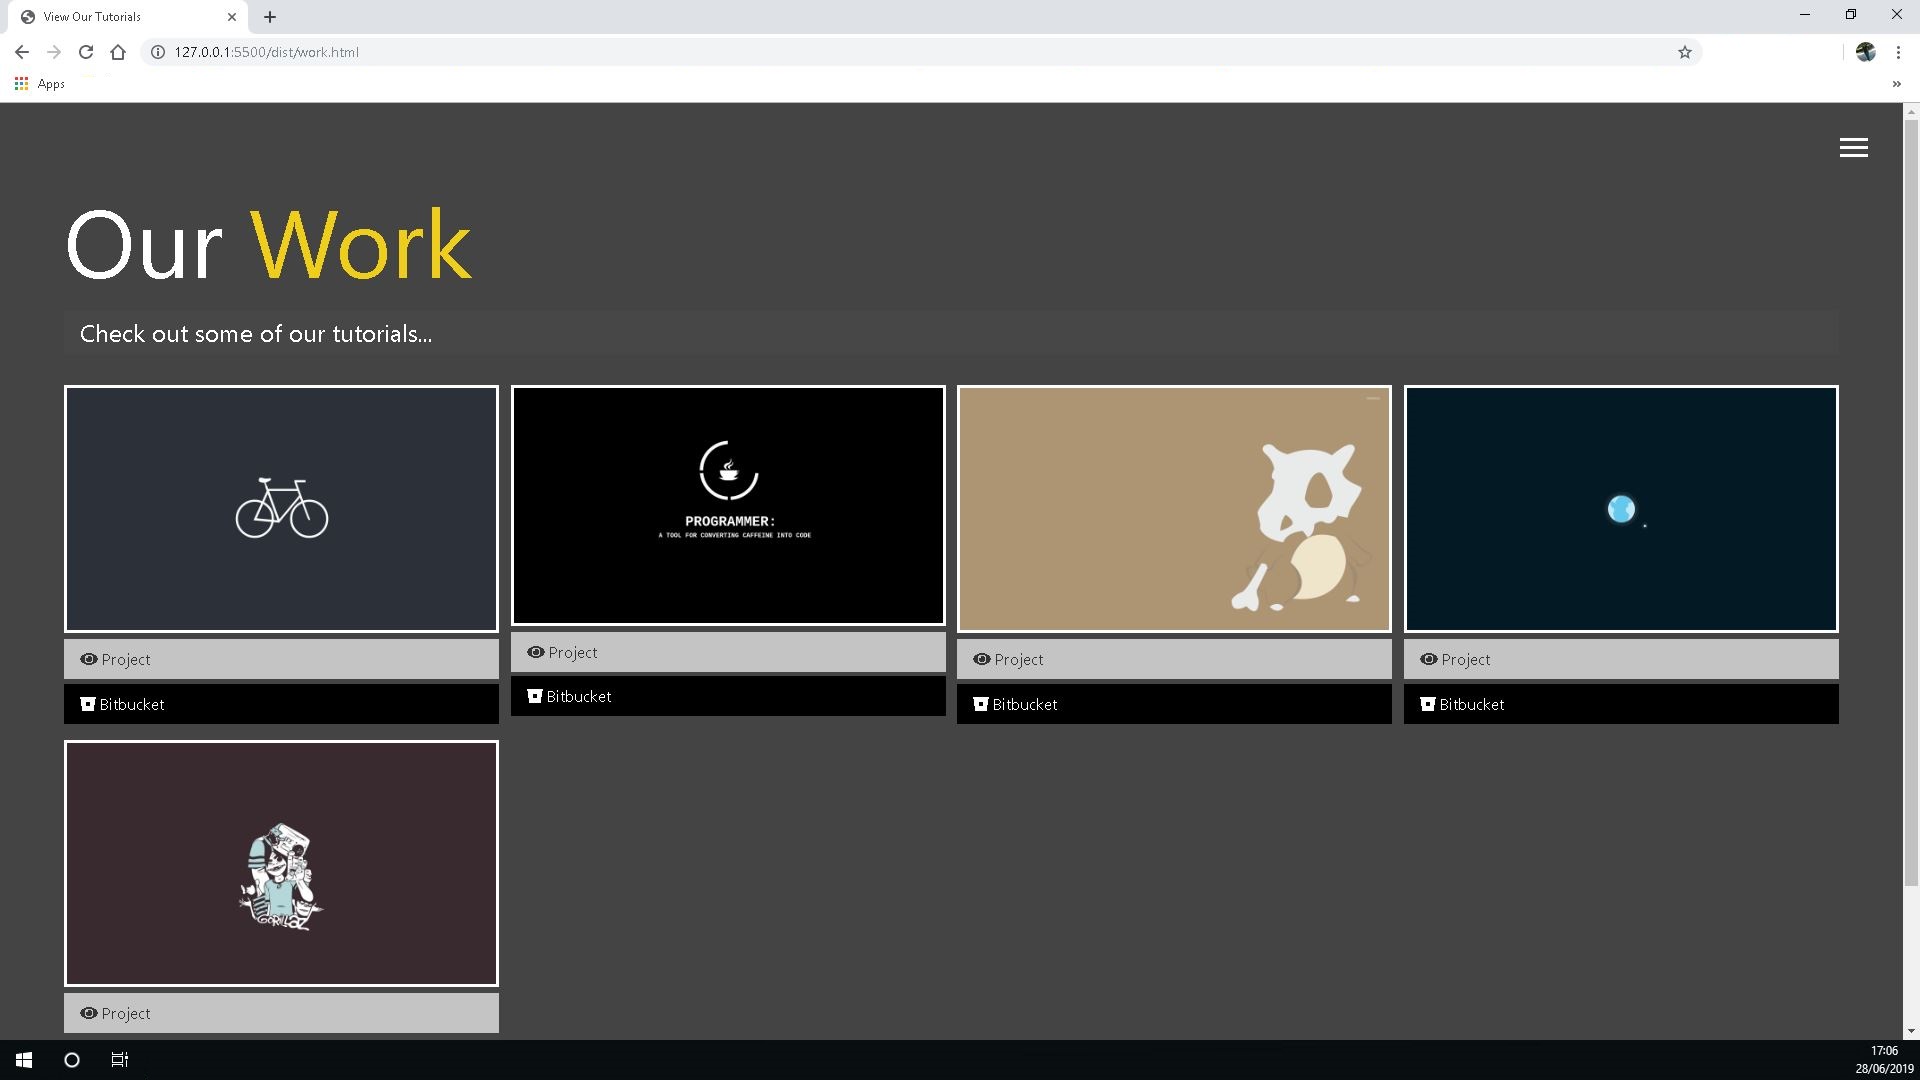 View Our Tutorials
127.0.0.1:5500/dist/work.html
Apps
Our Work
Check out some of our tutorials...
PROGRAMMER:
A TOOL FOR CONVERTING CAFFEINE INTO CODE
Project
Project
Project
Project
Bitbucket
Bitbucket
Bitbucket
Bitbucket
GORILLAZ
Project
17:06
28/06/2019